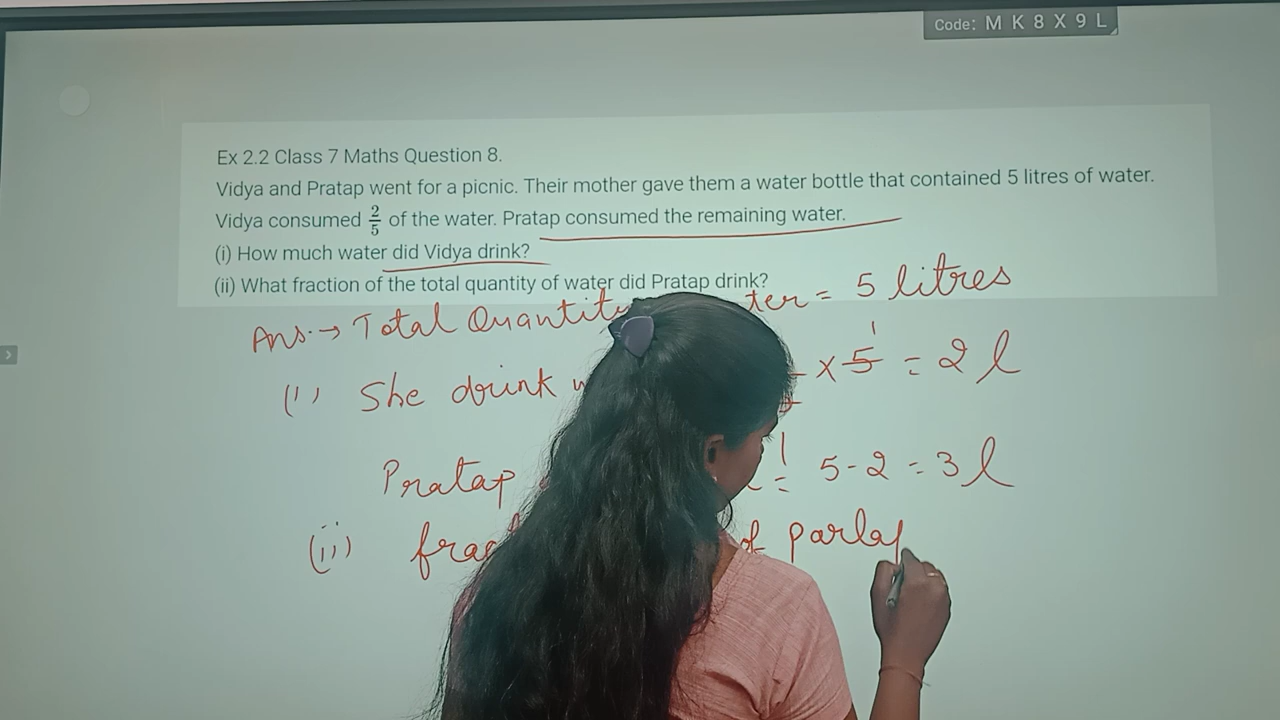 Code: M K 8 X 9 L
Ex 2.2 Class 7 Maths Question 8.
Vidya and Pratap went for a picnic. Their mother gave them a water bottle that contained 5 litres of water.
Vidya consumed 2/5 of the water. Pratap consumed the remaining water.
(i) How much water did Vidya drink?
(ii) What fraction of the total quantity of water did Pratap drink?
Ans.→ Total Quantity = 5 litres
(i) She drink × 5 1 = 2 l
Pratap = 5 - 2 = 3 l
(ii) of parlap